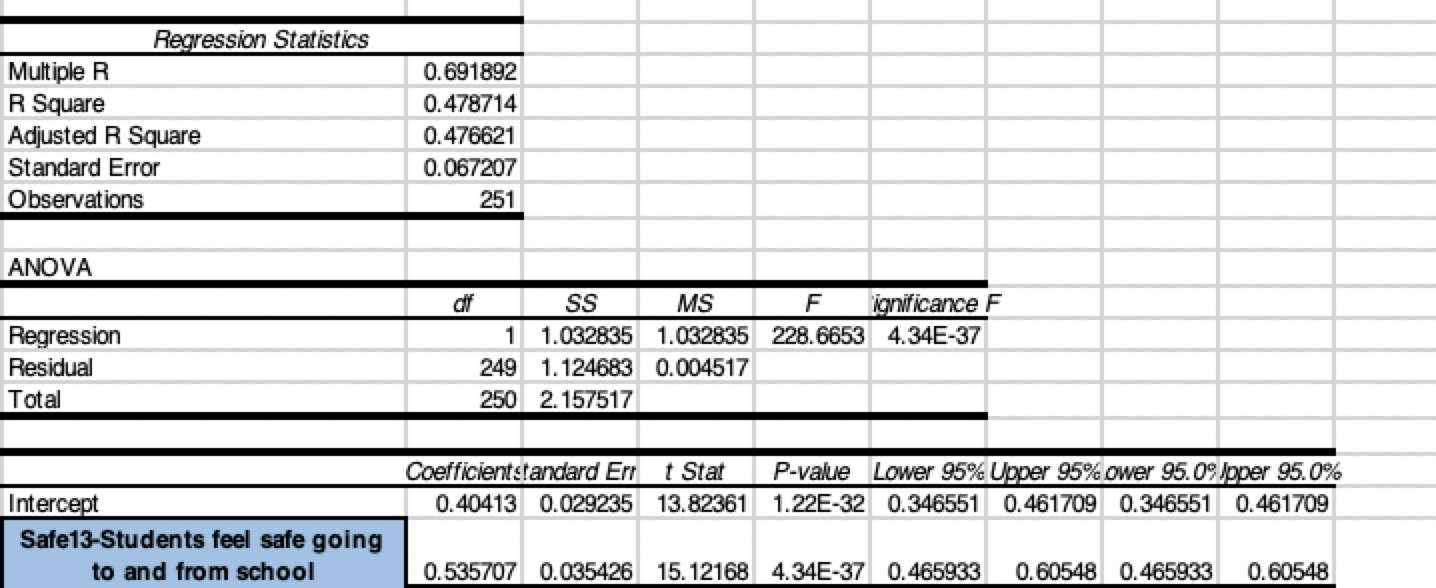 Regression Statistics
Multiple R 0.691892
R Square 0.478714
Adjusted R Square 0.476621
Standard Error 0.067207
Observations 251
ANOVA
df SS MS F ignificance F
Regression 1 1.032835 1.032835 228.6653 4.34E-37
Residual 249 1.124683 0.004517
Total 250 2.157517
Coefficients tandard Err t Stat P-value Lower 95% Upper 95% ower 95.0% Upper 95.0%
Intercept 0.40413 0.029235 13.82361 1.22E-32 0.346551 0.461709 0.346551 0.461709
Safe13-Students feel safe going
to and from school 0.535707 0.035426 15.12168 4.34E-37 0.465933 0.60548 0.465933 0.60548